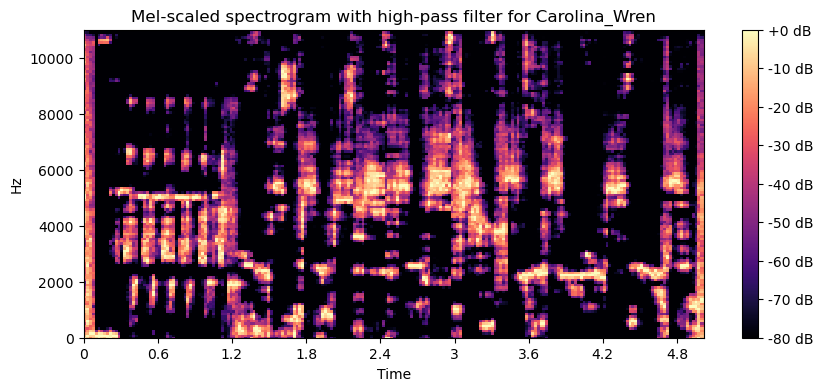 Mel-scaled spectrogram with high-pass filter for Carolina_Wren
Hz
10000
8000
6000
4000
2000
0
0
0.6
1.2
1.8
2.4
3
3.6
4.2
4.8
Time
+0 dB
-10 dB
-20 dB
-30 dB
-40 dB
-50 dB
-60 dB
-70 dB
-80 dB